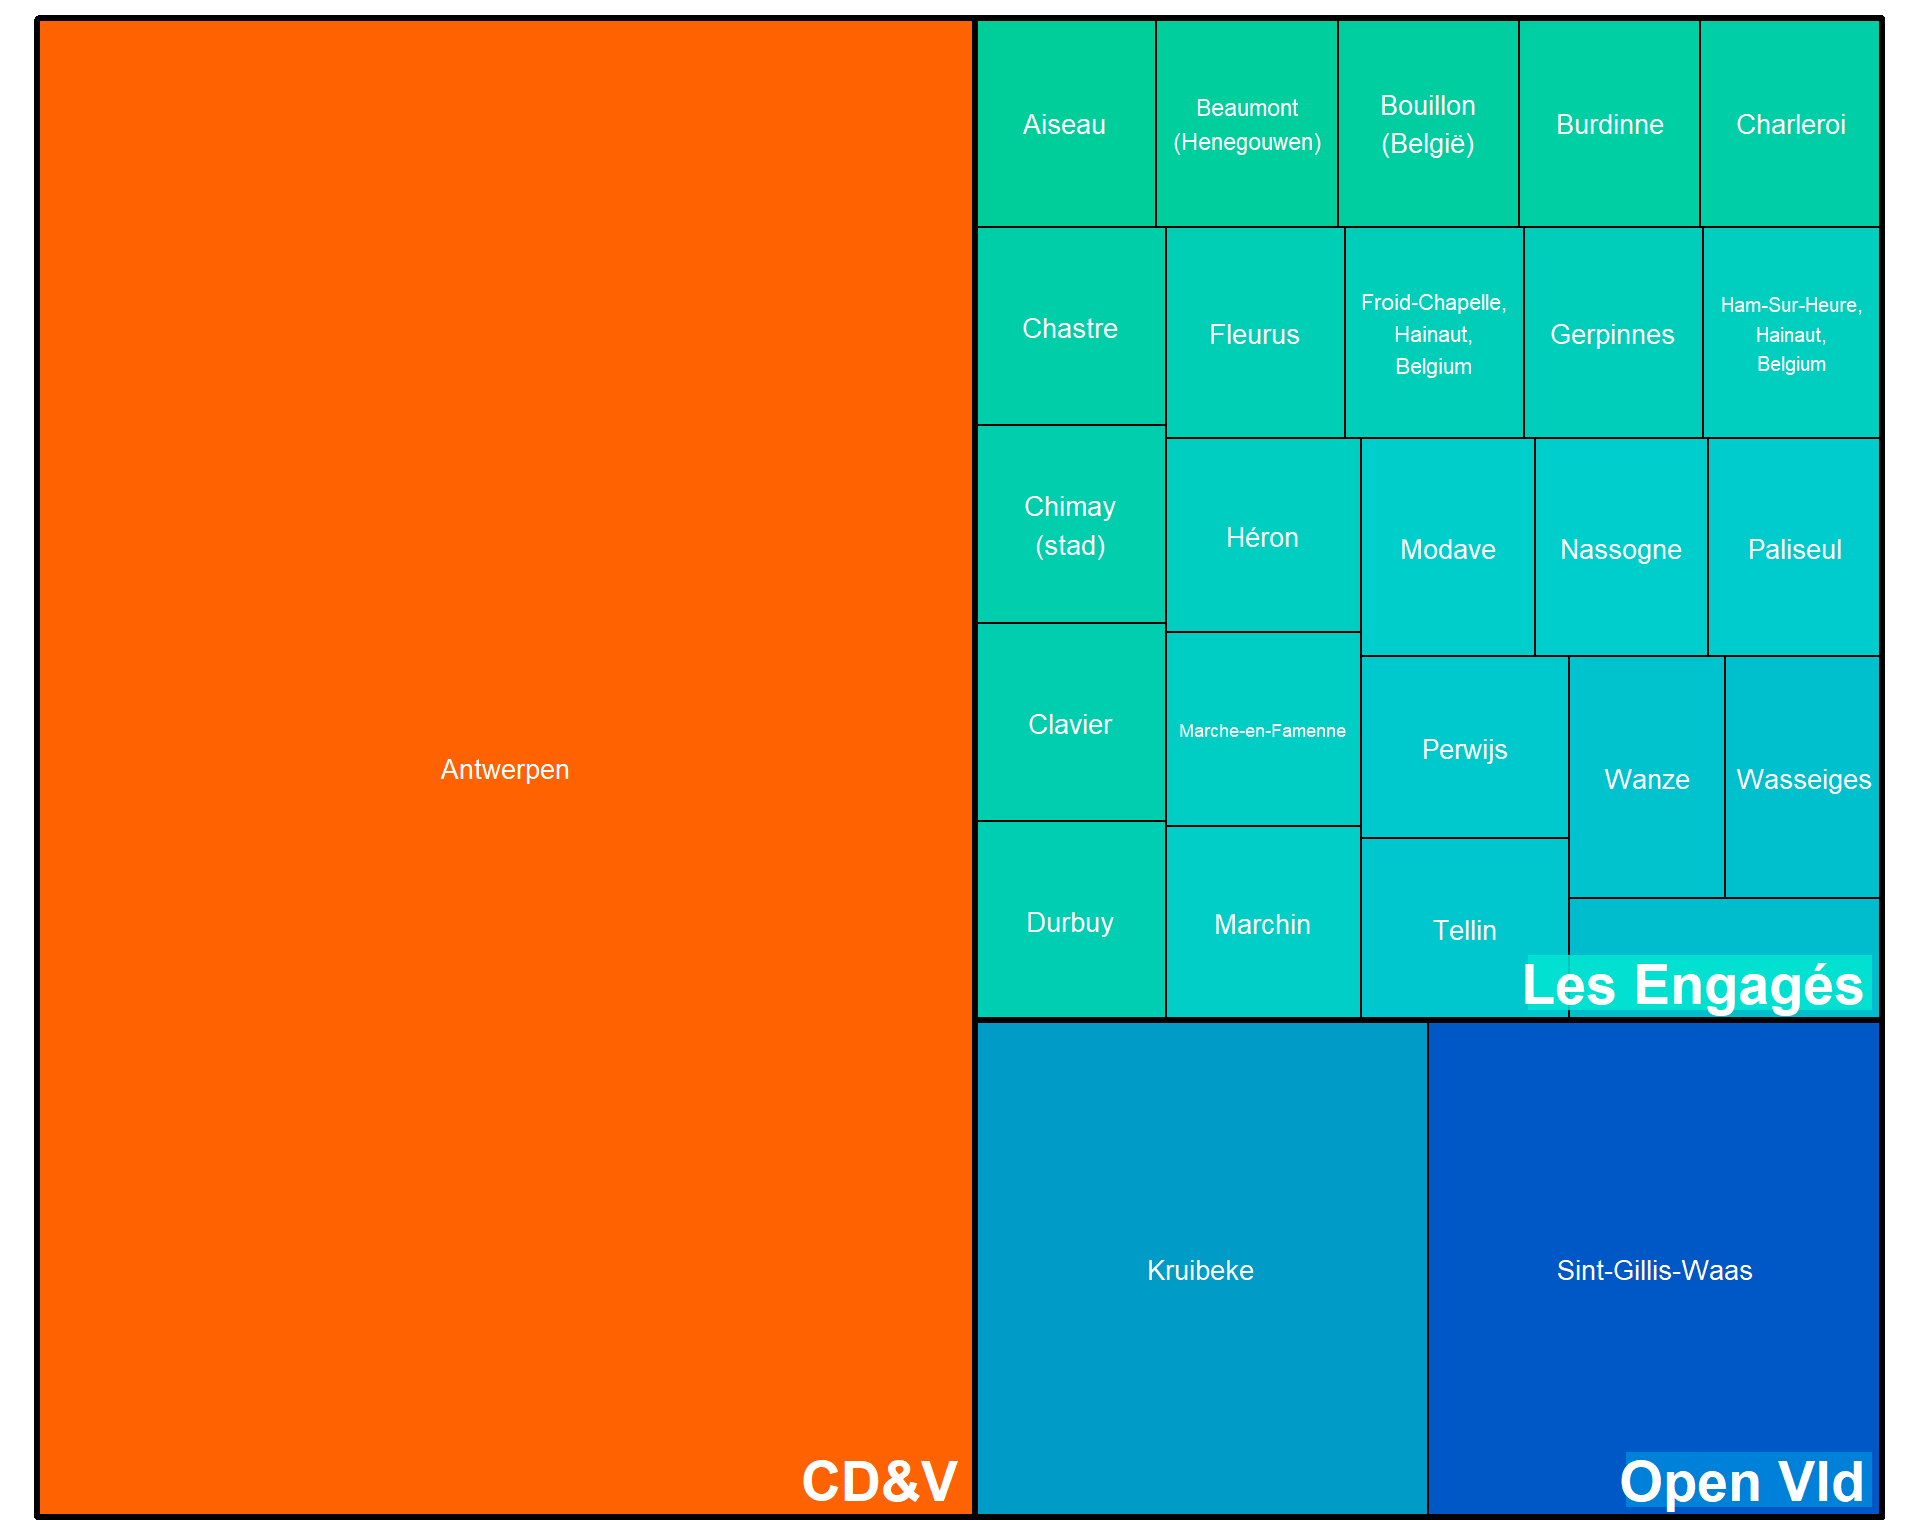 Aiseau
Beaumont
(Henegouwen)
Bouillon
(België)
Burdinne
Charleroi
Chastre
Fleurus
Froid-Chapelle,
Hainaut,
Belgium
Gerpinnes
Ham-Sur-Heure,
Hainaut,
Belgium
Chimay
(stad)
Héron
Modave
Nassogne
Paliseul
Clavier
Marche-en-Famenne
Perwijs
Wanze
Wasseiges
Antwerpen
Durbuy
Marchin
Tellin
Les Engagés
Kruibeke
Sint-Gillis-Waas
CD&V
Open Vld